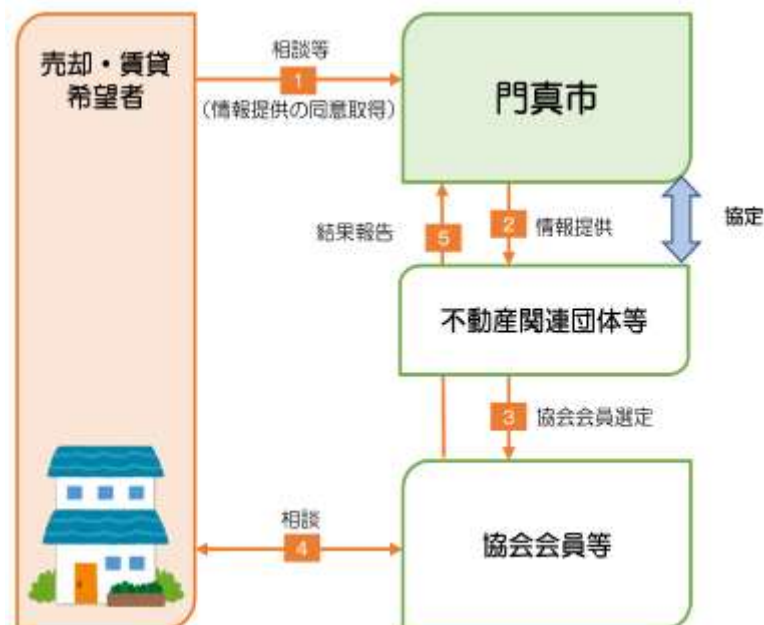 売却・賃貸
希望者
相談等
1
(情報提供の同意取得)
門真市
結果報告
5
2
情報提供
協定
不動産関連団体等
3
協会会員選定
相談
4
協会会員等